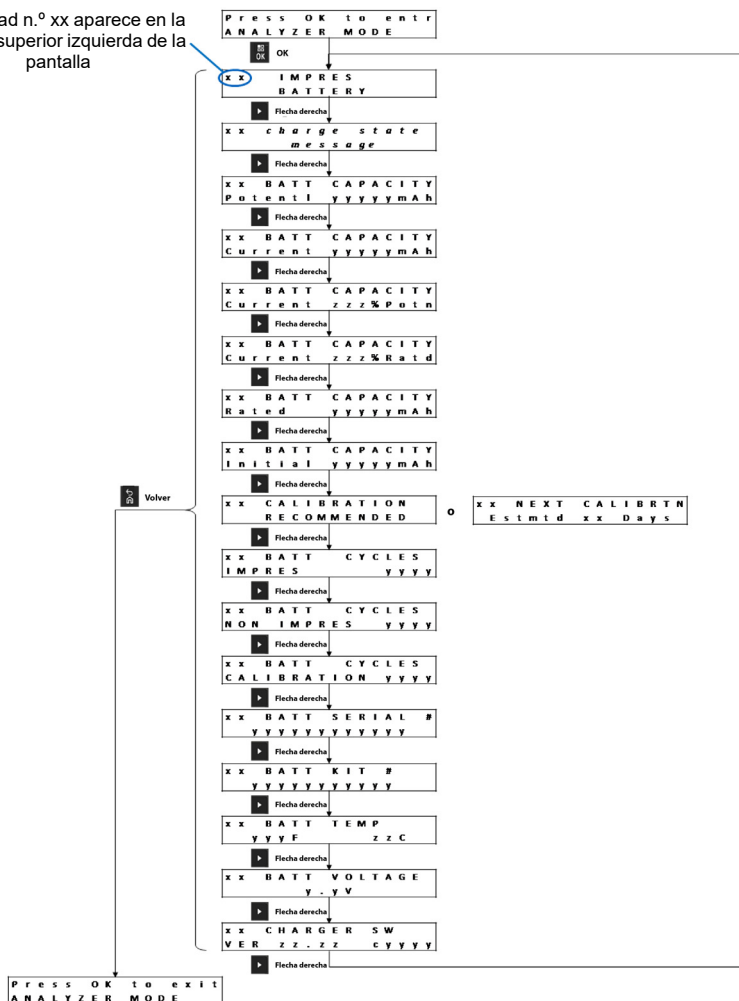 ad n.º xx aparece en la
superior izquierda de la
pantalla
Press OK to entr
ANALYZER MODE
OK OK
xx IMPRES
BATTERY
Flecha derecha
xx charge state
message
Flecha derecha
xx BATT CAPACITY
Potentl yyyyymAh
Flecha derecha
xx BATT CAPACITY
Current yyyyymAh
Flecha derecha
xx BATT CAPACITY
Current zzz%Potn
Flecha derecha
xx BATT CAPACITY
Current zzz%Ratd
Flecha derecha
xx BATT CAPACITY
Rated yyyyymAh
Flecha derecha
xx BATT CAPACITY
Initial yyyyymAh
Flecha derecha
Volver
xx CALIBRATION
RECOMMENDED
o
xx NEXT CALIBRTN
Estmtd xx Days
Flecha derecha
xx BATT CYCLES
IMPRES yyyy
Flecha derecha
xx BATT CYCLES
NON IMPRES yyyy
Flecha derecha
xx BATT CYCLES
CALIBRATION yyyy
Flecha derecha
xx BATT SERIAL #
yyyyyyyyyyyy
Flecha derecha
xx BATT KIT #
yyyyyyyyyyy
Flecha derecha
xx BATT TEMP
yyyF zzC
Flecha derecha
xx BATT VOLTAGE
y.yV
Flecha derecha
xx CHARGER SW
VER zz.zz cyyyy
Flecha derecha
Press OK to exit
ANALYZER MODE